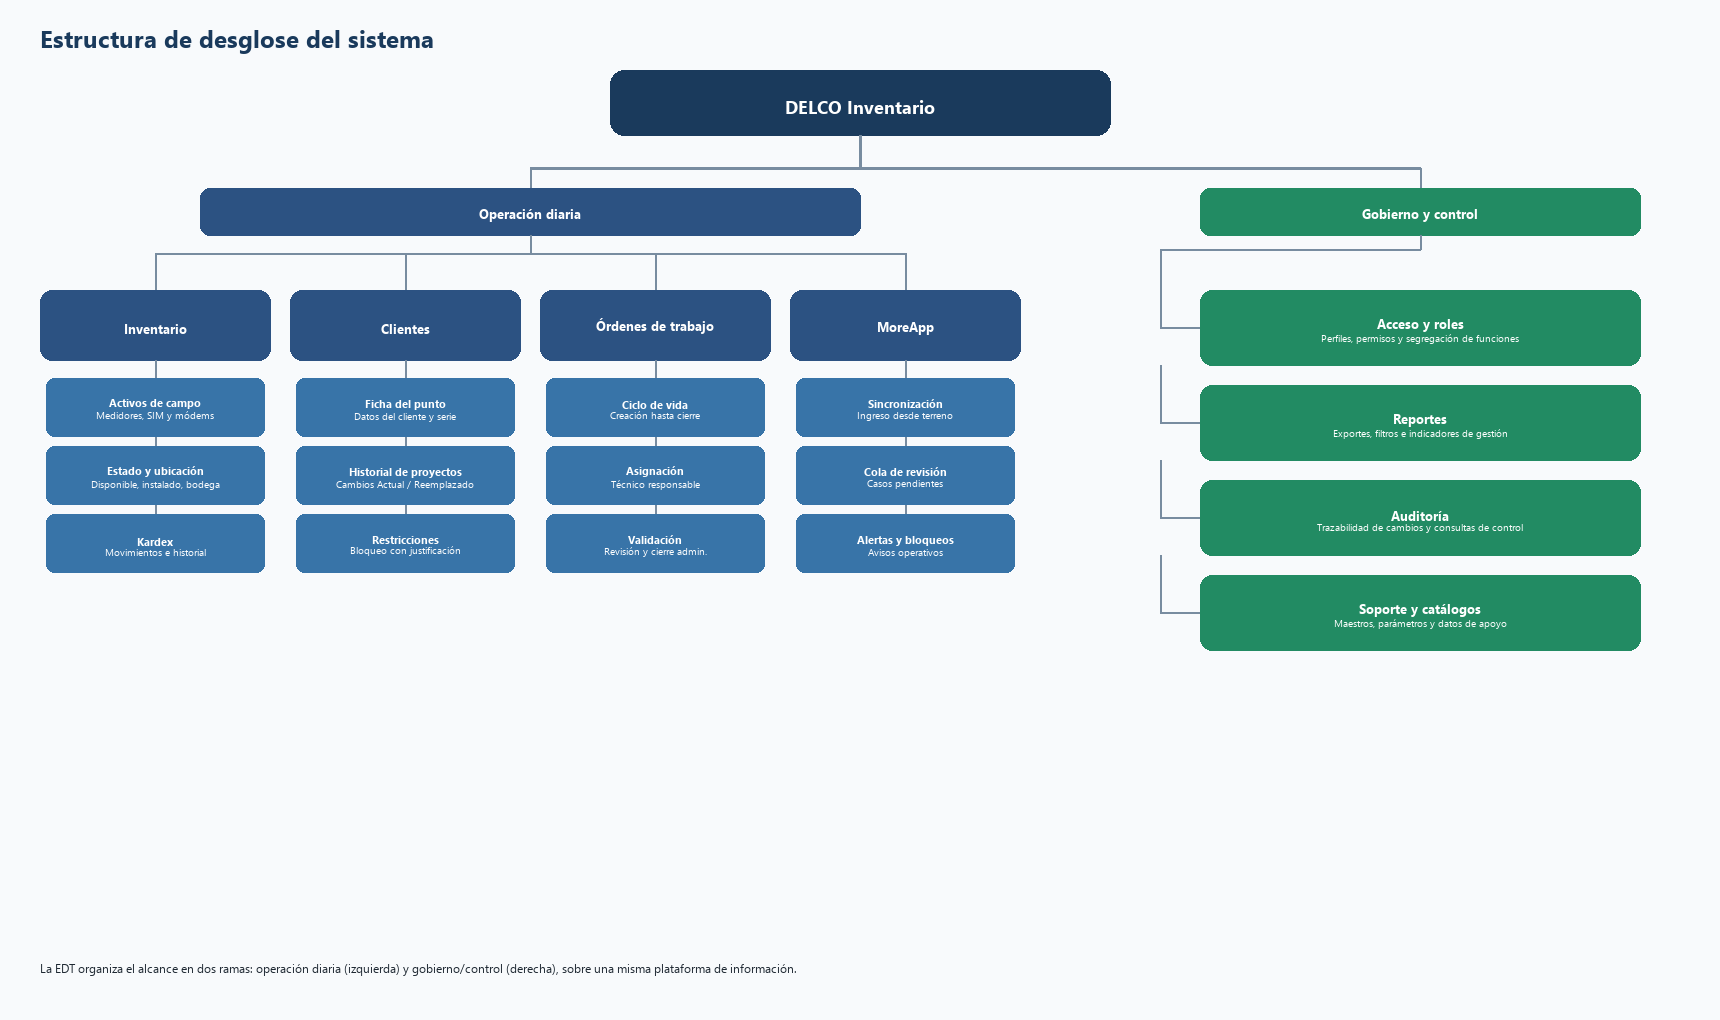 Estructura de desglose del sistema
DELCO Inventario
Operación diaria
Gobierno y control
Inventario
Clientes
Órdenes de trabajo
MoreApp
Activos de campo
Medidores, SIM y módems
Estado y ubicación
Disponible, instalado, bodega
Kardex
Movimientos e historial
Ficha del punto
Datos del cliente y serie
Historial de proyectos
Cambios Actual / Reemplazado
Restricciones
Bloqueo con justificación
Ciclo de vida
Creación hasta cierre
Asignación
Técnico responsable
Validación
Revisión y cierre admin.
Sincronización
Ingreso desde terreno
Cola de revisión
Casos pendientes
Alertas y bloqueos
Avisos operativos
Acceso y roles
Perfiles, permisos y segregación de funciones
Reportes
Exportes, filtros e indicadores de gestión
Auditoría
Trazabilidad de cambios y consultas de control
Soporte y catálogos
Maestros, parámetros y datos de apoyo
La EDT organiza el alcance en dos ramas: operación diaria (izquierda) y gobierno/control (derecha), sobre una misma plataforma de información.